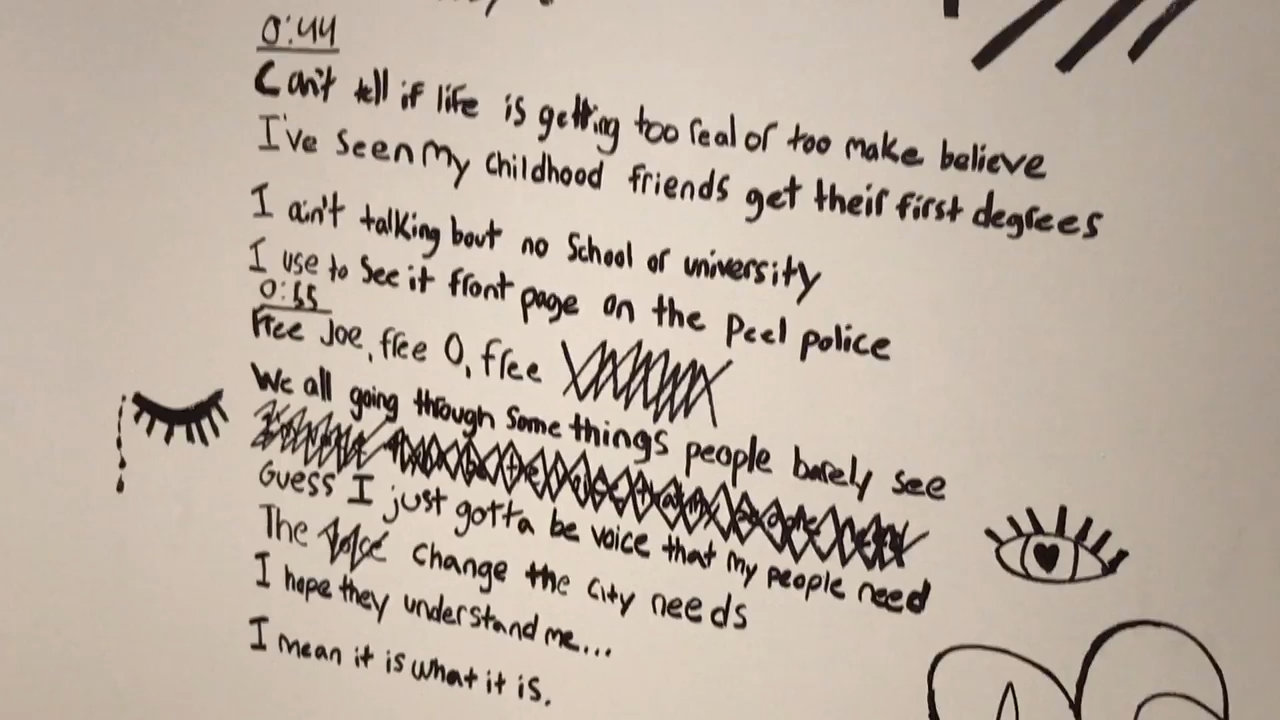 0:44
Can't tell if life is getting too real or too make believe
I've seen my childhood friends get their first degrees
I ain't talking bout no School or university
I use to see it front page on the peel police
0:55
Free Joe, free O, free
We all going through some things people barely see
Guess I just gotta be voice that my people need
The change the city needs
I hope they understand me...
I mean it is what it is.